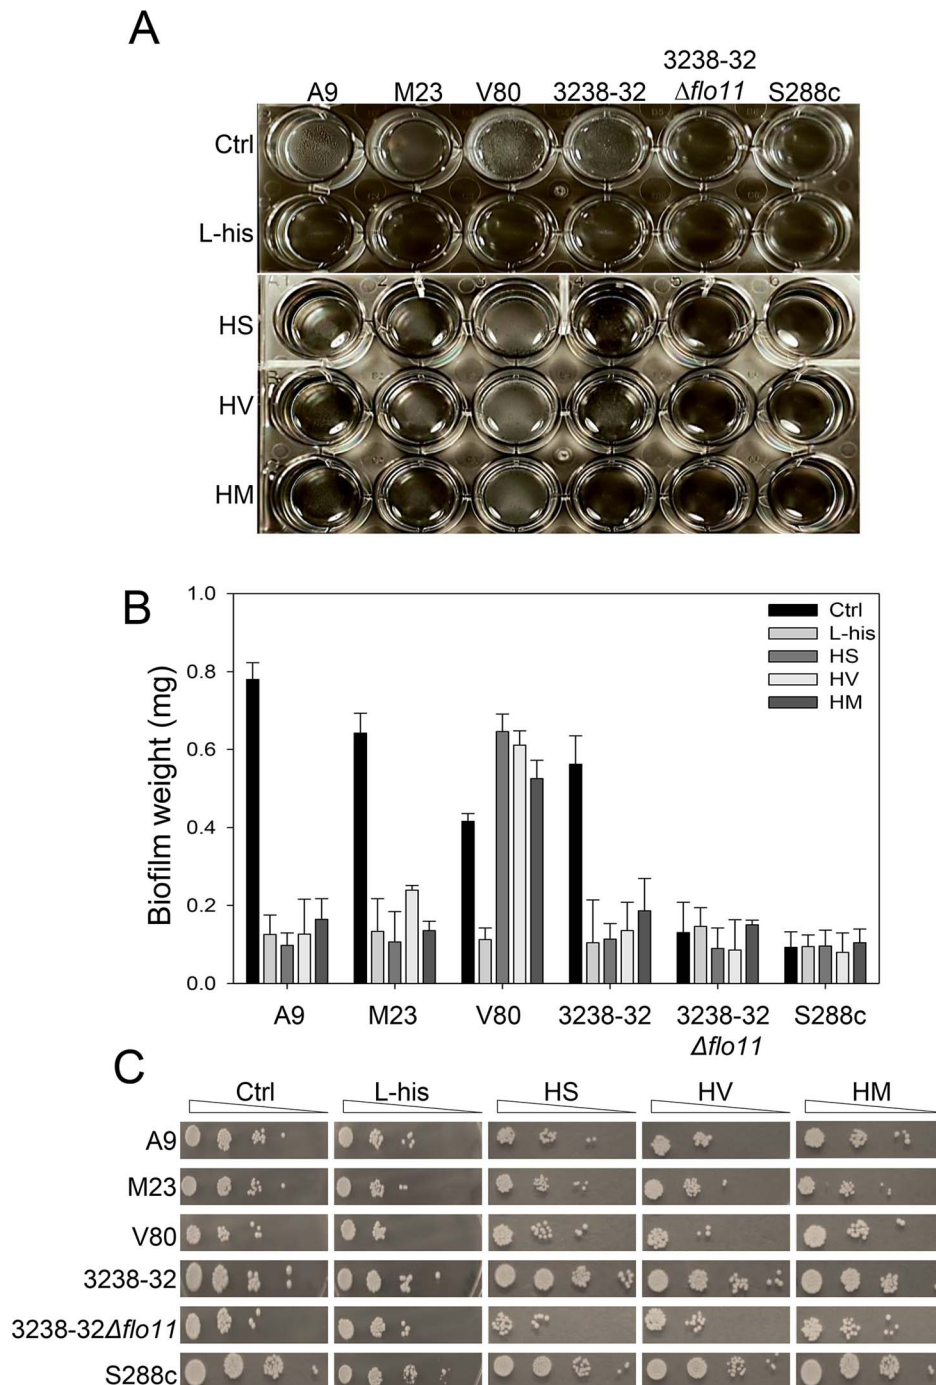 A
A9 M23 V80 3238-32 3238-32 Δflo11 S288c
Ctrl
L-his
HS
HV
HM
B
Biofilm weight (mg)
1.0
0.8
0.6
0.4
0.2
0.0
Ctrl
L-his
HS
HV
HM
A9 M23 V80 3238-32 3238-32 Δflo11 S288c
C
Ctrl L-his HS HV HM
A9
M23
V80
3238-32
3238-32Δflo11
S288c